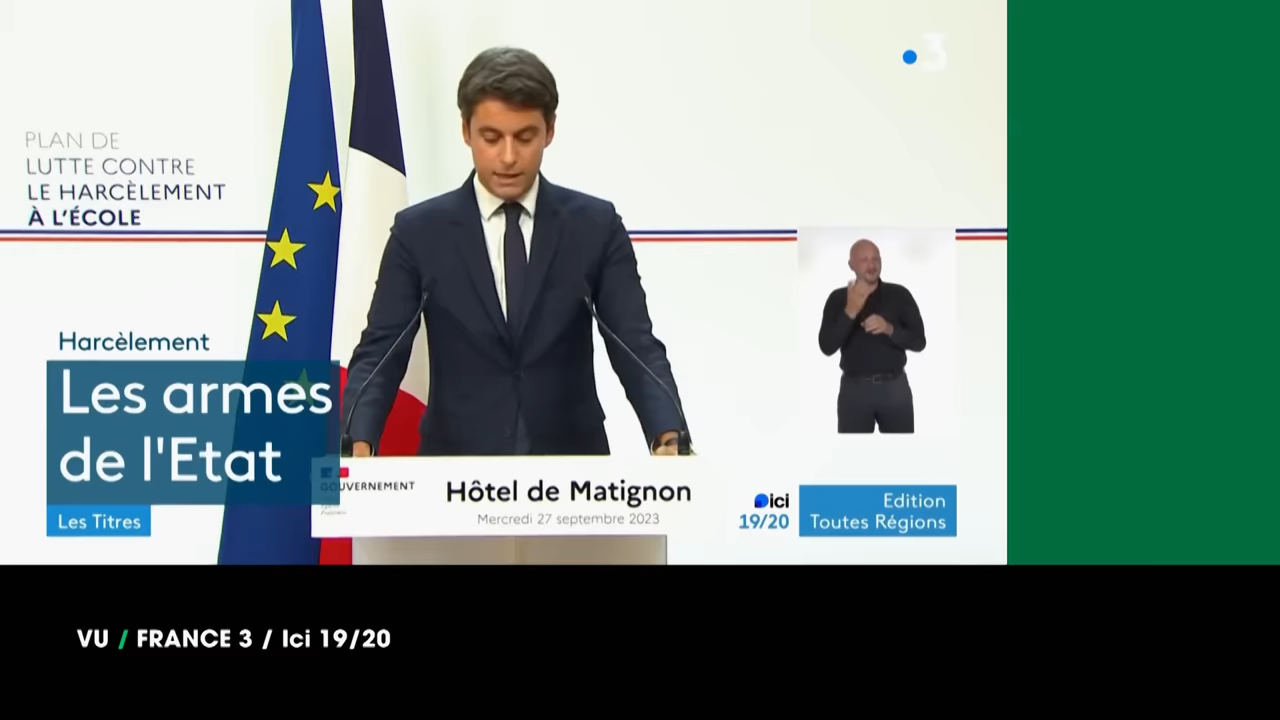 3
PLAN DE
LUTTE CONTRE
LE HARCÈLEMENT
À L'ÉCOLE
Harcèlement
Les armes
de l'Etat
Les Titres
GOUVERNEMENT
Hôtel de Matignon
Mercredi 27 septembre 2023
ici
19/20
Edition
Toutes Régions
VU / FRANCE 3 / Ici 19/20